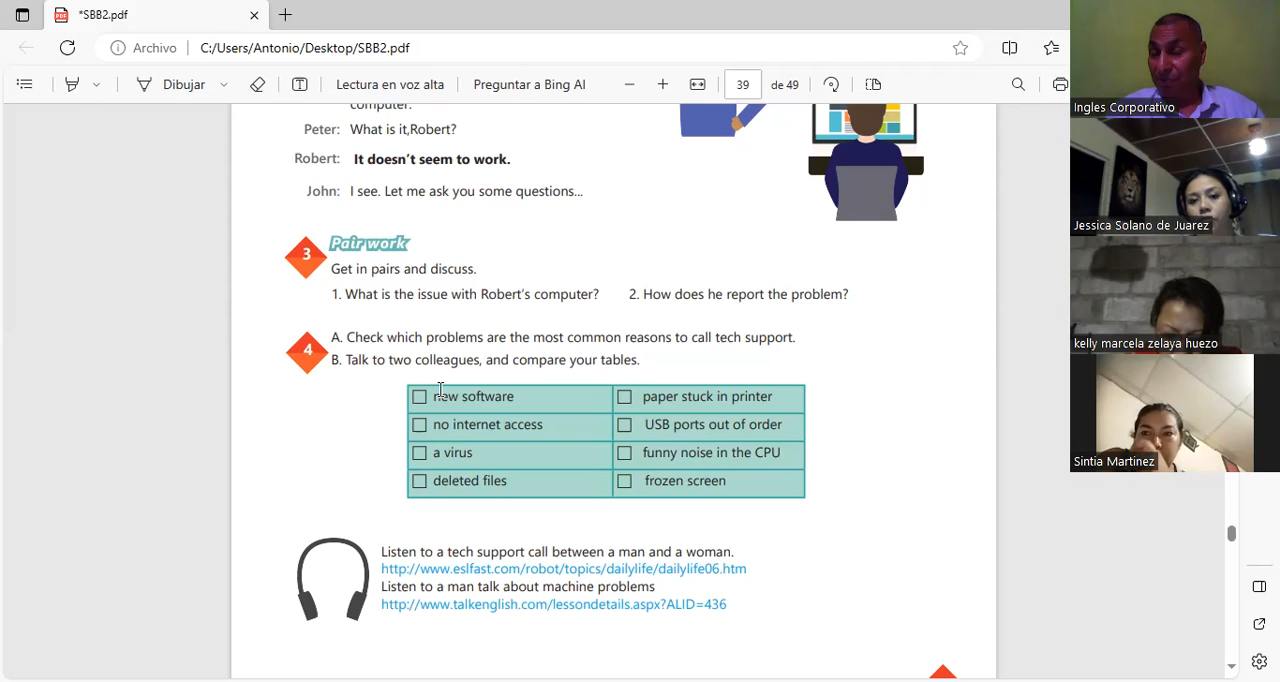 *SBB2.pdf
Archivo
C:/Users/Antonio/Desktop/SBB2.pdf
Dibujar
Lectura en voz alta
Preguntar a Bing AI
39
de 49
computer.
Peter: What is it,Robert?
Robert: It doesn't seem to work.
John: I see. Let me ask you some questions...
3
Pair work
Get in pairs and discuss.
1. What is the issue with Robert's computer? 2. How does he report the problem?
4
A. Check which problems are the most common reasons to call tech support.
B. Talk to two colleagues, and compare your tables.
new software paper stuck in printer
no internet access USB ports out of order
a virus funny noise in the CPU
deleted files frozen screen
Listen to a tech support call between a man and a woman.
http://www.eslfast.com/robot/topics/dailylife/dailylife06.htm
Listen to a man talk about machine problems
http://www.talkenglish.com/lessondetails.aspx?ALID=436
Ingles Corporativo
Jessica Solano de Juarez
kelly marcela zelaya huezo
Sintia Martinez